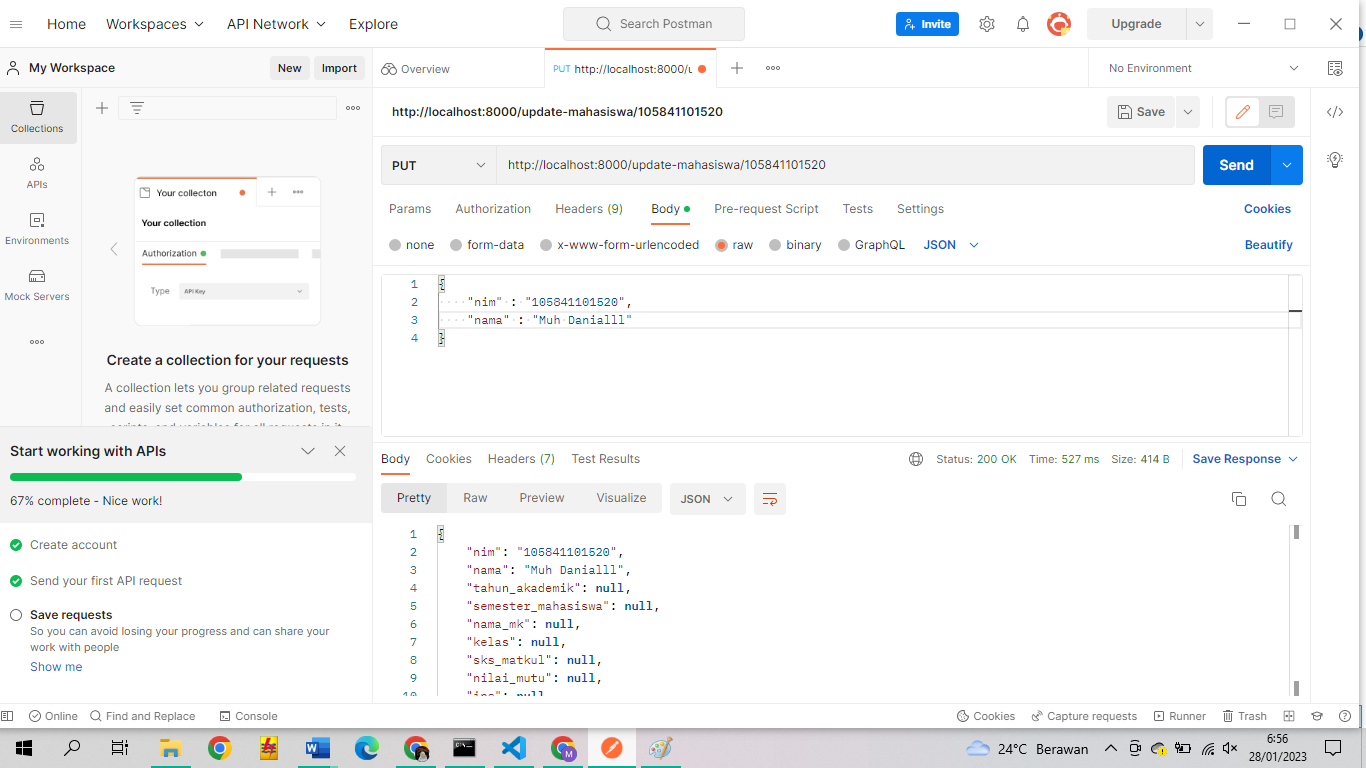 Home Workspaces API Network Explore Search Postman Invite Upgrade
My Workspace New Import Overview PUT http://localhost:8000/u No Environment
Collections
APIs
Environments
Mock Servers
Your collecton
Your collection
Authorization
Type API Key
Create a collection for your requests
A collection lets you group related requests
and easily set common authorization, tests,
scripts, and variables for all requests in it.
Start working with APIs
67% complete - Nice work!
Create account
Send your first API request
Save requests
So you can avoid losing your progress and can share your
work with people
Show me
http://localhost:8000/update-mahasiswa/105841101520 Save
PUT http://localhost:8000/update-mahasiswa/105841101520 Send
Params Authorization Headers (9) Body Pre-request Script Tests Settings Cookies
none form-data x-www-form-urlencoded raw binary GraphQL JSON Beautify
1 {
2 "nim" : "105841101520",
3 "nama" : "Muh Danialll"
4 }
Body Cookies Headers (7) Test Results Status: 200 OK Time: 527 ms Size: 414 B Save Response
Pretty Raw Preview Visualize JSON
1 {
2 "nim": "105841101520",
3 "nama": "Muh Danialll",
4 "tahun_akademik": null,
5 "semester_mahasiswa": null,
6 "nama_mk": null,
7 "kelas": null,
8 "sks_matkul": null,
9 "nilai_mutu": null,
10 null
Online Find and Replace Console Cookies Capture requests Runner Trash
24°C Berawan 6:56
28/01/2023